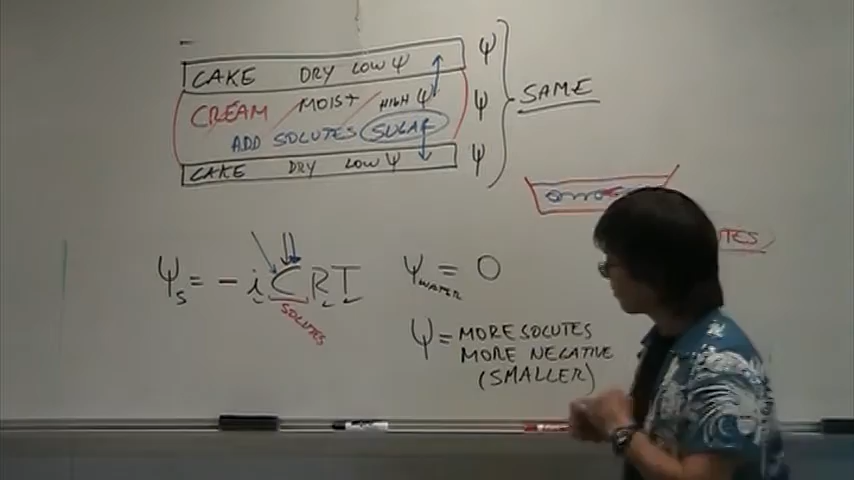 CAKE DRY LOW Ψ Ψ
CREAM MOIST HIGH Ψ Ψ
ADD SOLUTES SUGAR
CAKE DRY LOW Ψ Ψ
SAME
TES
Ψs = - iCRT
SOLUTES
ΨWATER = 0
Ψ = MORE SOLUTES
MORE NEGATIVE
(SMALLER)